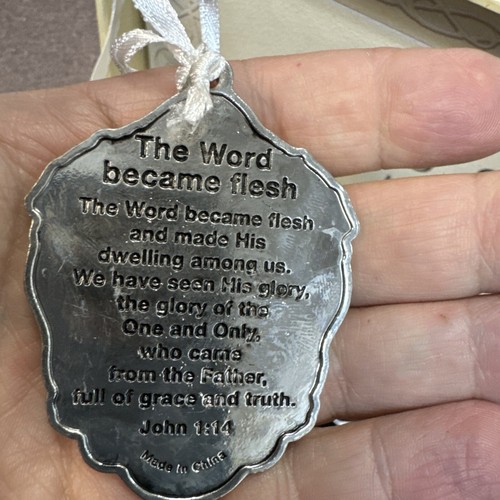 The Word
became flesh
The Word became flesh
and made His
dwelling among us.
We have seen His glory,
the glory of the
One and Only,
who came
from the Father,
full of grace and truth.
John 1:14
Made in China